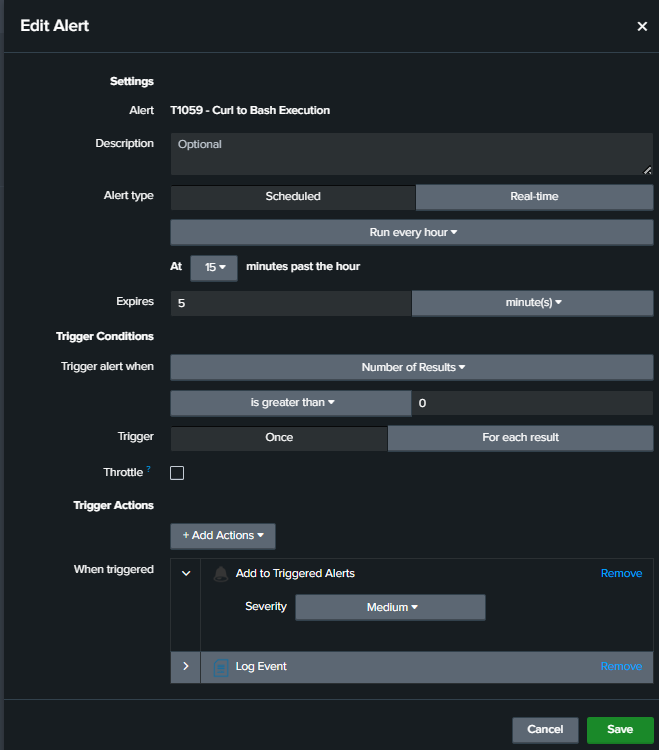 Edit Alert
Settings
Alert T1059 - Curl to Bash Execution
Description Optional
Alert type Scheduled Real-time
Run every hour
At 15 minutes past the hour
Expires 5 minute(s)
Trigger Conditions
Trigger alert when Number of Results
is greater than 0
Trigger Once For each result
Throttle ?
Trigger Actions
+ Add Actions
When triggered Add to Triggered Alerts Remove
Severity Medium
Log Event Remove
Cancel Save